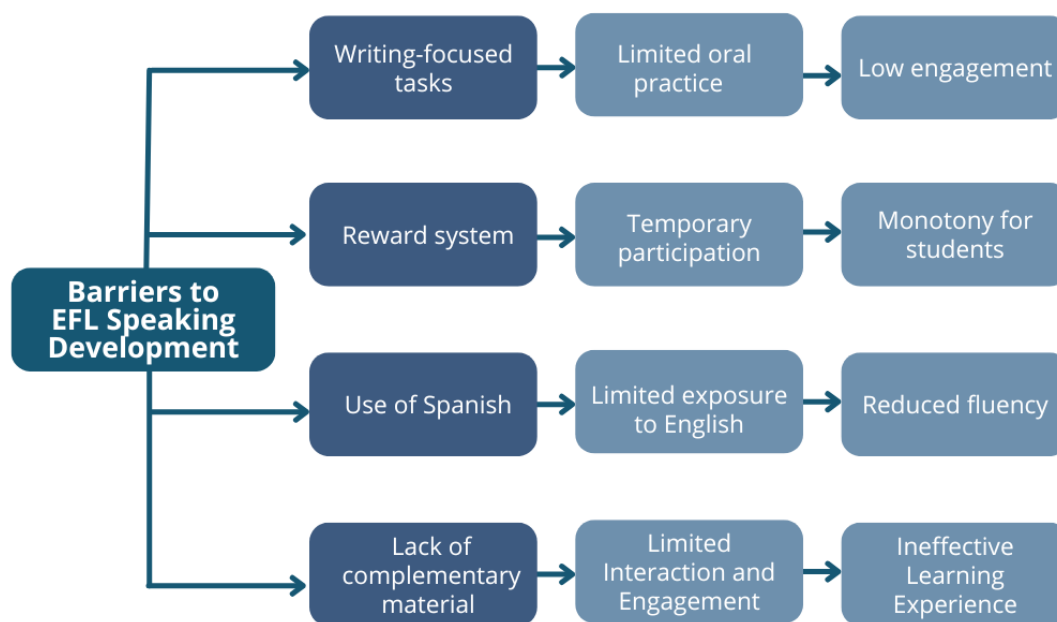 Writing-focused
tasks
Limited oral
practice
Low engagement
Reward system
Temporary
participation
Monotony for
students
Barriers to
EFL Speaking
Development
Use of Spanish
Limited exposure
to English
Reduced fluency
Lack of
complementary
material
Limited
Interaction and
Engagement
Ineffective
Learning
Experience